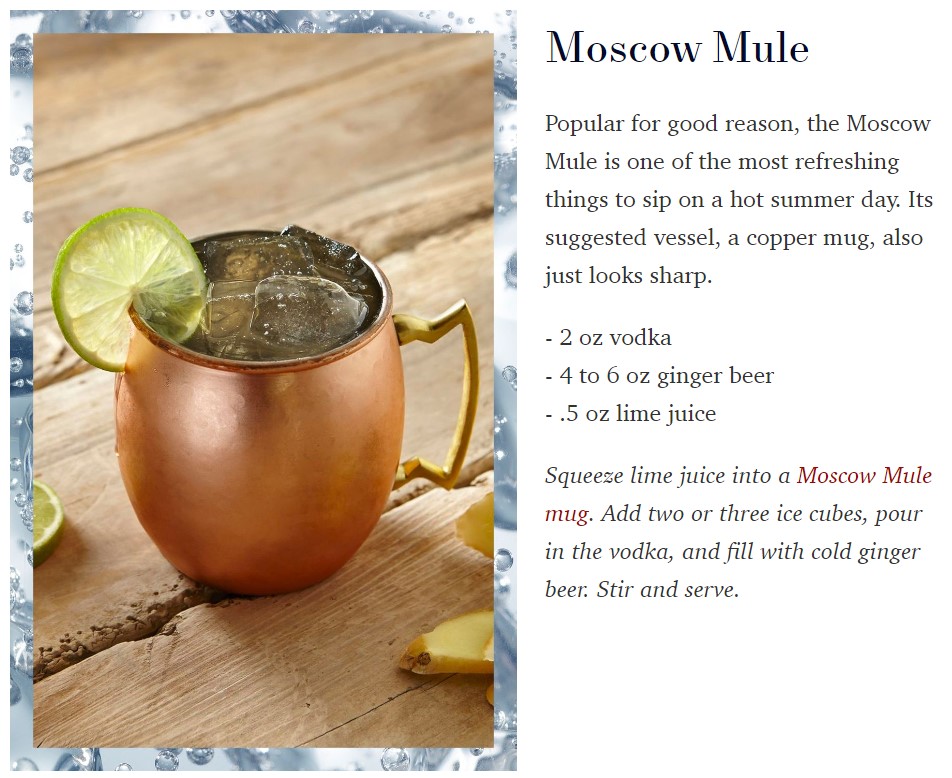 Moscow Mule
Popular for good reason, the Moscow
Mule is one of the most refreshing
things to sip on a hot summer day. Its
suggested vessel, a copper mug, also
just looks sharp.
- 2 oz vodka
- 4 to 6 oz ginger beer
- .5 oz lime juice
Squeeze lime juice into a Moscow Mule
mug. Add two or three ice cubes, pour
in the vodka, and fill with cold ginger
beer. Stir and serve.